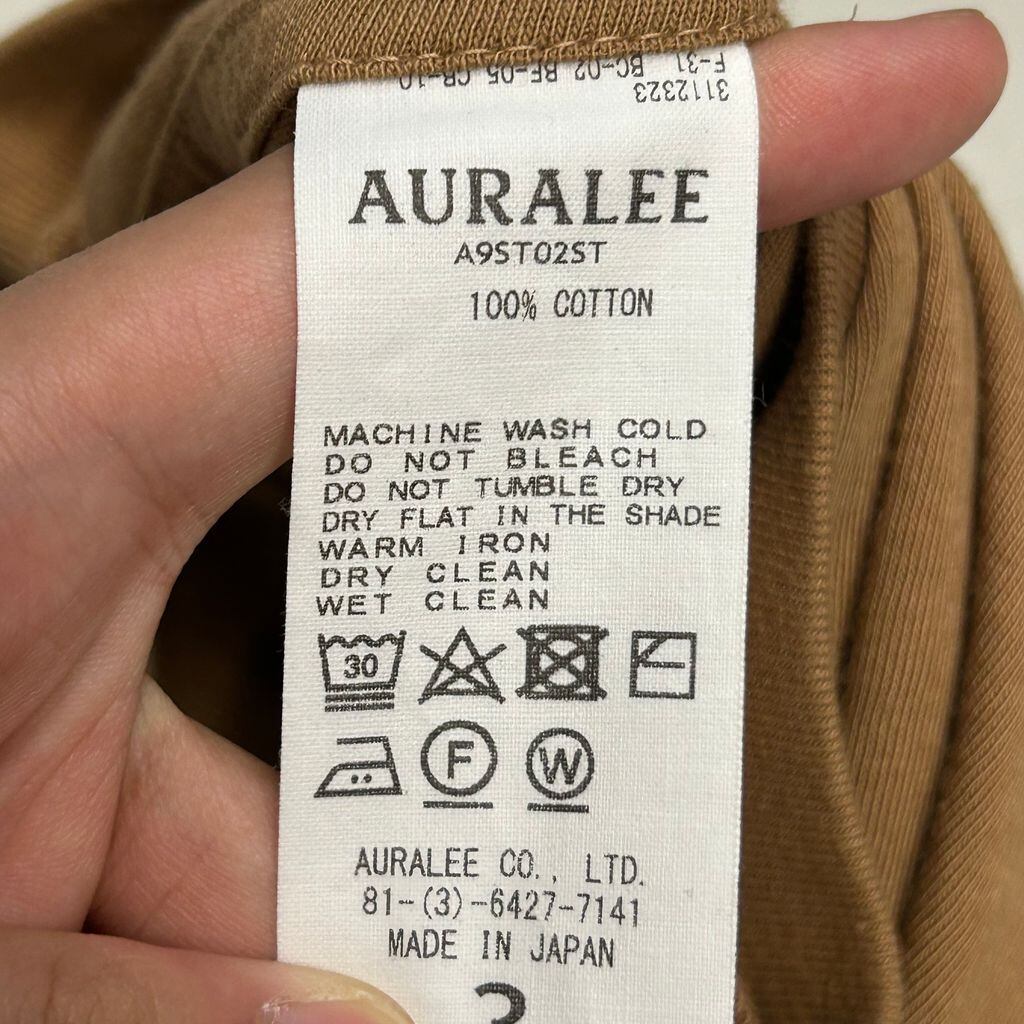 F-31 BC-02 BE-05 CB-10
3112323
AURALEE
A9ST02ST
100% COTTON
MACHINE WASH COLD
DO NOT BLEACH
DO NOT TUMBLE DRY
DRY FLAT IN THE SHADE
WARM IRON
DRY CLEAN
WET CLEAN
30
F W
AURALEE CO., LTD.
81-(3)-6427-7141
MADE IN JAPAN